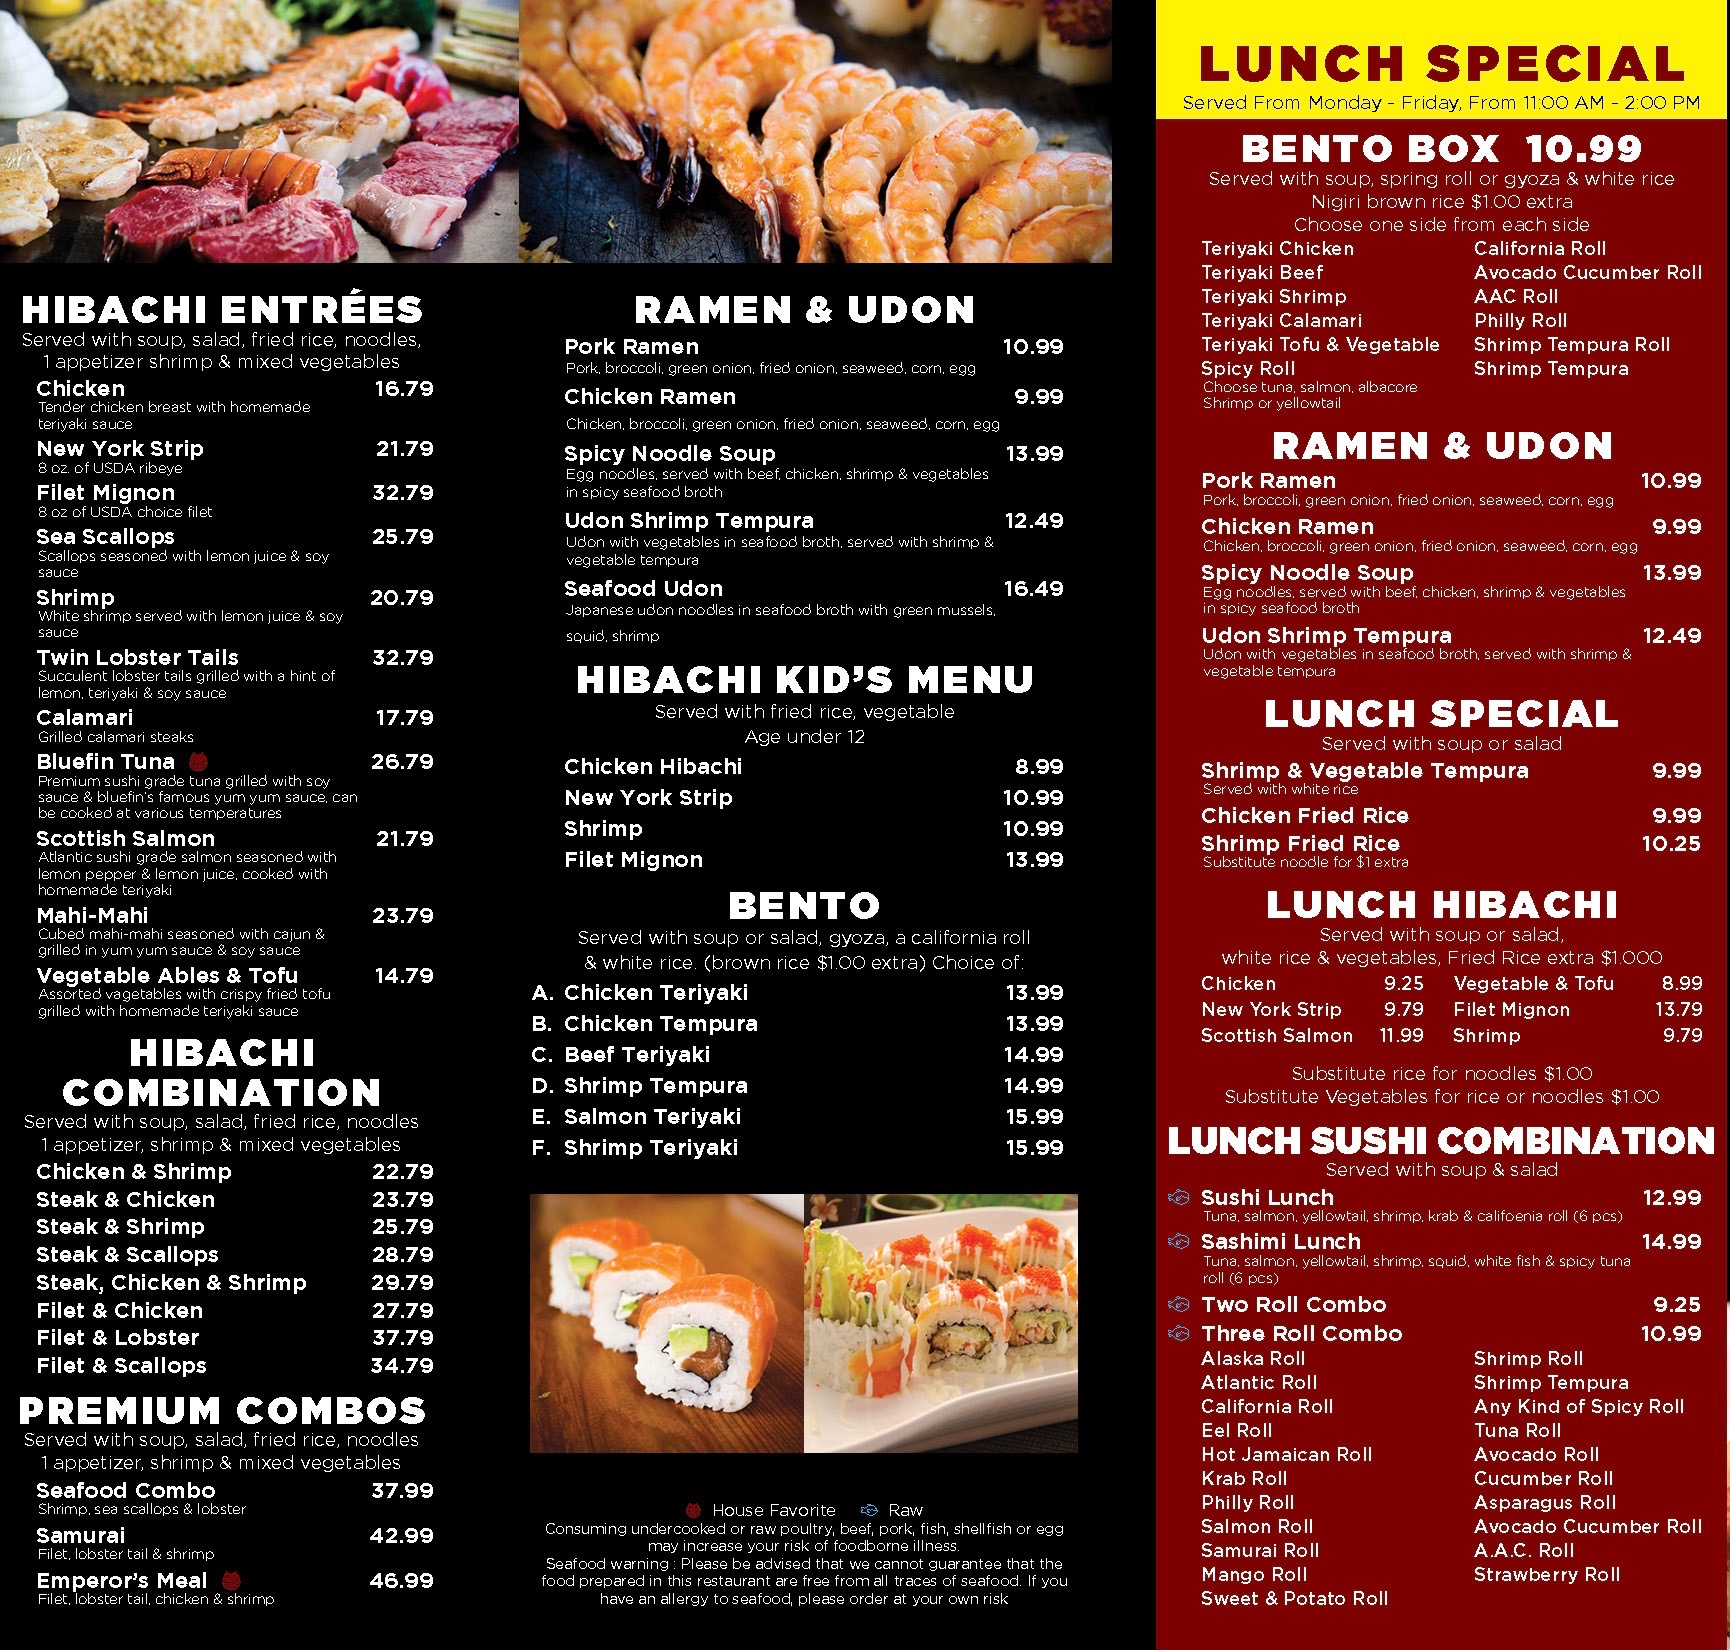 HIBACHI ENTRÉES
Served with soup, salad, fried rice, noodles,
1 appetizer shrimp & mixed vegetables
Chicken 16.79
Tender chicken breast with homemade
teriyaki sauce
New York Strip 21.79
8 oz. of USDA ribeye
Filet Mignon 32.79
8 oz of USDA choice filet
Sea Scallops 25.79
Scallops seasoned with lemon juice & soy
sauce
Shrimp 20.79
White shrimp served with lemon juice & soy
sauce
Twin Lobster Tails 32.79
Succulent lobster tails grilled with a hint of
lemon, teriyaki & soy sauce
Calamari 17.79
Grilled calamari steaks
Bluefin Tuna 26.79
Premium sushi grade tuna grilled with soy
sauce & bluefin's famous yum yum sauce, can
be cooked at various temperatures
Scottish Salmon 21.79
Atlantic sushi grade salmon seasoned with
lemon pepper & lemon juice, cooked with
homemade teriyaki
Mahi-Mahi 23.79
Cubed mahi-mahi seasoned with cajun &
grilled in yum yum sauce & soy sauce
Vegetable Ables & Tofu 14.79
Assorted vagetables with crispy fried tofu
grilled with homemade teriyaki sauce
HIBACHI
COMBINATION
Served with soup, salad, fried rice, noodles
1 appetizer, shrimp & mixed vegetables
Chicken & Shrimp 22.79
Steak & Chicken 23.79
Steak & Shrimp 25.79
Steak & Scallops 28.79
Steak, Chicken & Shrimp 29.79
Filet & Chicken 27.79
Filet & Lobster 37.79
Filet & Scallops 34.79
PREMIUM COMBOS
Served with soup, salad, fried rice, noodles
1 appetizer, shrimp & mixed vegetables
Seafood Combo 37.99
Shrimp, sea scallops & lobster
Samurai 42.99
Filet, lobster tail & shrimp
Emperor's Meal 46.99
Filet, lobster tail, chicken & shrimp
RAMEN & UDON
Pork Ramen 10.99
Pork, broccoli, green onion, fried onion, seaweed, corn, egg
Chicken Ramen 9.99
Chicken, broccoli, green onion, fried onion, seaweed, corn, egg
Spicy Noodle Soup 13.99
Egg noodles, served with beef, chicken, shrimp & vegetables
in spicy seafood broth
Udon Shrimp Tempura 12.49
Udon with vegetables in seafood broth, served with shrimp &
vegetable tempura
Seafood Udon 16.49
Japanese udon noodles in seafood broth with green mussels,
squid, shrimp
HIBACHI KID'S MENU
Served with fried rice, vegetable
Age under 12
Chicken Hibachi 8.99
New York Strip 10.99
Shrimp 10.99
Filet Mignon 13.99
BENTO
Served with soup or salad, gyoza, a california roll
& white rice. (brown rice $1.00 extra) Choice of:
A. Chicken Teriyaki 13.99
B. Chicken Tempura 13.99
C. Beef Teriyaki 14.99
D. Shrimp Tempura 14.99
E. Salmon Teriyaki 15.99
F. Shrimp Teriyaki 15.99
House Favorite Raw
Consuming undercooked or raw poultry, beef, pork, fish, shellfish or egg
may increase your risk of foodborne illness.
Seafood warning : Please be advised that we cannot guarantee that the
food prepared in this restaurant are free from all traces of seafood. If you
have an allergy to seafood, please order at your own risk
LUNCH SPECIAL
Served From Monday - Friday, From 11:00 AM - 2:00 PM
BENTO BOX 10.99
Served with soup, spring roll or gyoza & white rice
Nigiri brown rice $1.00 extra
Choose one side from each side
Teriyaki Chicken California Roll
Teriyaki Beef Avocado Cucumber Roll
Teriyaki Shrimp AAC Roll
Teriyaki Calamari Philly Roll
Teriyaki Tofu & Vegetable Shrimp Tempura Roll
Spicy Roll Shrimp Tempura
Choose tuna, salmon, albacore
Shrimp or yellowtail
RAMEN & UDON
Pork Ramen 10.99
Pork, broccoli, green onion, fried onion, seaweed, corn, egg
Chicken Ramen 9.99
Chicken, broccoli, green onion, fried onion, seaweed, corn, egg
Spicy Noodle Soup 13.99
Egg noodles, served with beef, chicken, shrimp & vegetables
in spicy seafood broth
Udon Shrimp Tempura 12.49
Udon with vegetables in seafood broth, served with shrimp &
vegetable tempura
LUNCH SPECIAL
Served with soup or salad
Shrimp & Vegetable Tempura 9.99
Served with white rice
Chicken Fried Rice 9.99
Shrimp Fried Rice 10.25
Substitute noodle for $1 extra
LUNCH HIBACHI
Served with soup or salad,
white rice & vegetables, Fried Rice extra $1.000
Chicken 9.25 Vegetable & Tofu 8.99
New York Strip 9.79 Filet Mignon 13.79
Scottish Salmon 11.99 Shrimp 9.79
Substitute rice for noodles $1.00
Substitute Vegetables for rice or noodles $1.00
LUNCH SUSHI COMBINATION
Served with soup & salad
Sushi Lunch 12.99
Tuna, salmon, yellowtail, shrimp, krab & califoenia roll (6 pcs)
Sashimi Lunch 14.99
Tuna, salmon, yellowtail, shrimp, squid, white fish & spicy tuna
roll (6 pcs)
Two Roll Combo 9.25
Three Roll Combo 10.99
Alaska Roll Shrimp Roll
Atlantic Roll Shrimp Tempura
California Roll Any Kind of Spicy Roll
Eel Roll Tuna Roll
Hot Jamaican Roll Avocado Roll
Krab Roll Cucumber Roll
Philly Roll Asparagus Roll
Salmon Roll Avocado Cucumber Roll
Samurai Roll A.A.C. Roll
Mango Roll Strawberry Roll
Sweet & Potato Roll